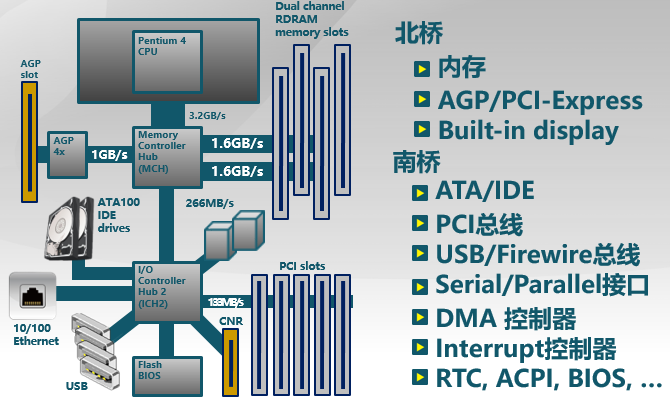 Dual channel
RDRAM
memory slots
Pentium 4
CPU
AGP
slot
3.2GB/s
AGP
4x
1GB/s
Memory
Controller
Hub
(MCH)
1.6GB/s
1.6GB/s
ATA100
IDE
drives
266MB/s
I/O
Controller
Hub 2
(ICH2)
PCI slots
133MB/s
10/100
Ethernet
CNR
USB
Flash
BIOS
北桥
内存
AGP/PCI-Express
Built-in display
南桥
ATA/IDE
PCI总线
USB/Firewire总线
Serial/Parallel接口
DMA 控制器
Interrupt控制器
RTC, ACPI, BIOS, ...